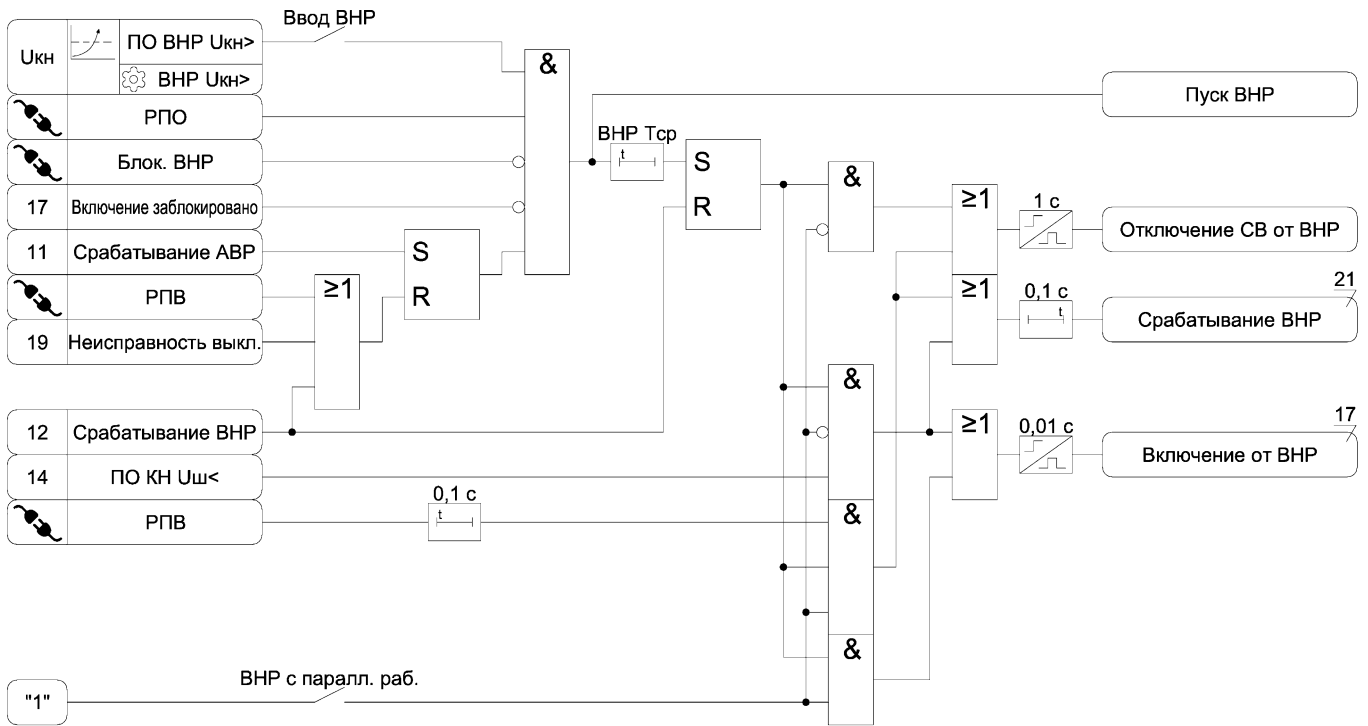 Ввод ВНР
Uкн
ПО ВНР Uкн>
ВНР Uкн>
РПО
Блок. ВНР
17 Включение заблокировано
11 Срабатывание АВР
РПВ
19 Неисправность выкл.
12 Срабатывание ВНР
14 ПО КН Uш<
РПВ
"1"
≥1
S
R
&
ВНР Тср
t
S
R
0,1 с
t
ВНР с паралл. раб.
&
&
&
&
≥1
≥1
≥1
1 с
0,1 с
t
0,01 с
Пуск ВНР
Отключение СВ от ВНР
21
Срабатывание ВНР
17
Включение от ВНР